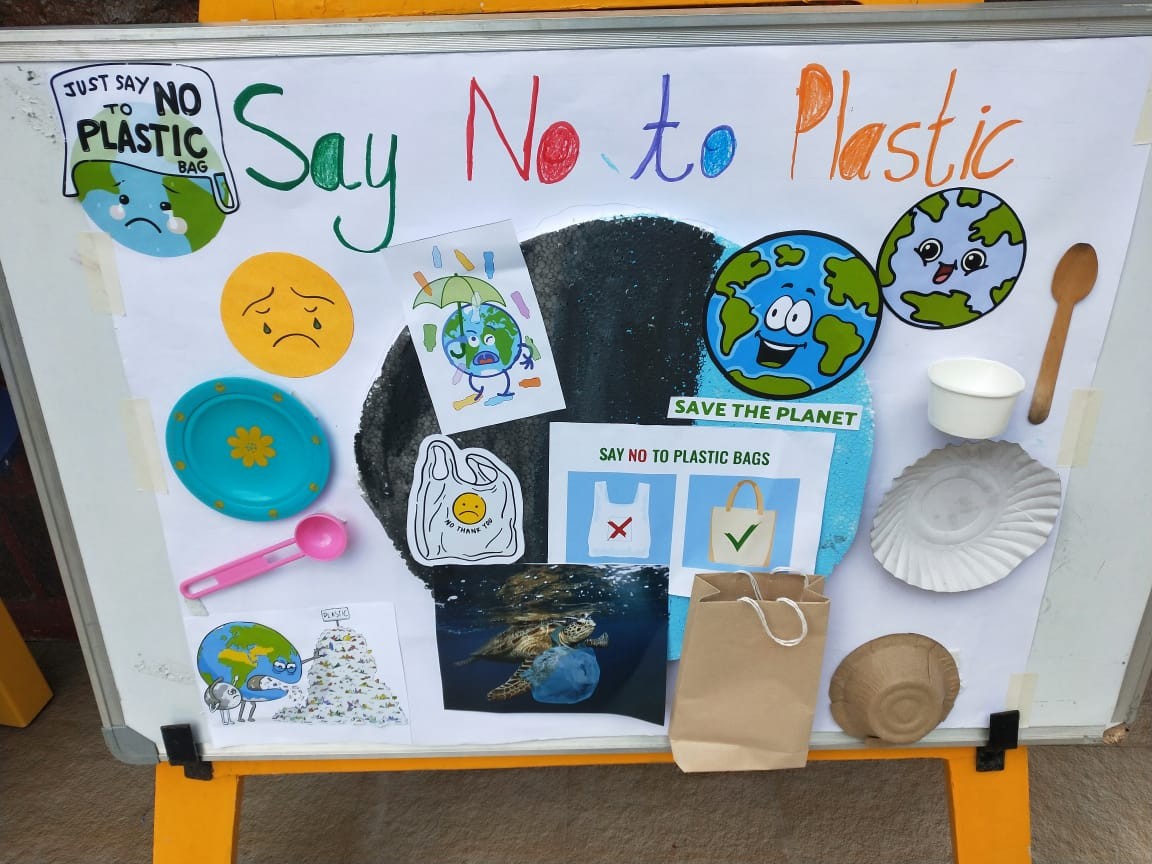 JUST SAY NO
TO
PLASTIC
BAG
Say No to Plastic
SAVE THE PLANET
SAY NO TO PLASTIC BAGS
NO THANK YOU
PLASTIC